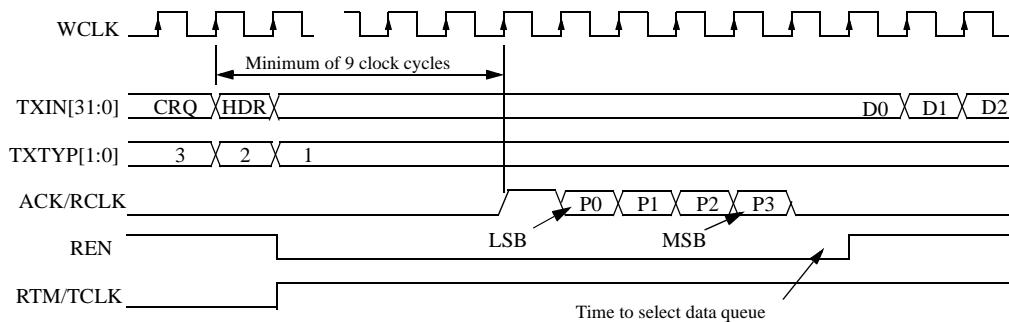 WCLK
Minimum of 9 clock cycles
TXIN[31:0] CRQ HDR D0 D1 D2
TXTYP[1:0] 3 2 1
ACK/RCLK P0 P1 P2 P3
LSB MSB
REN
RTM/TCLK
Time to select data queue